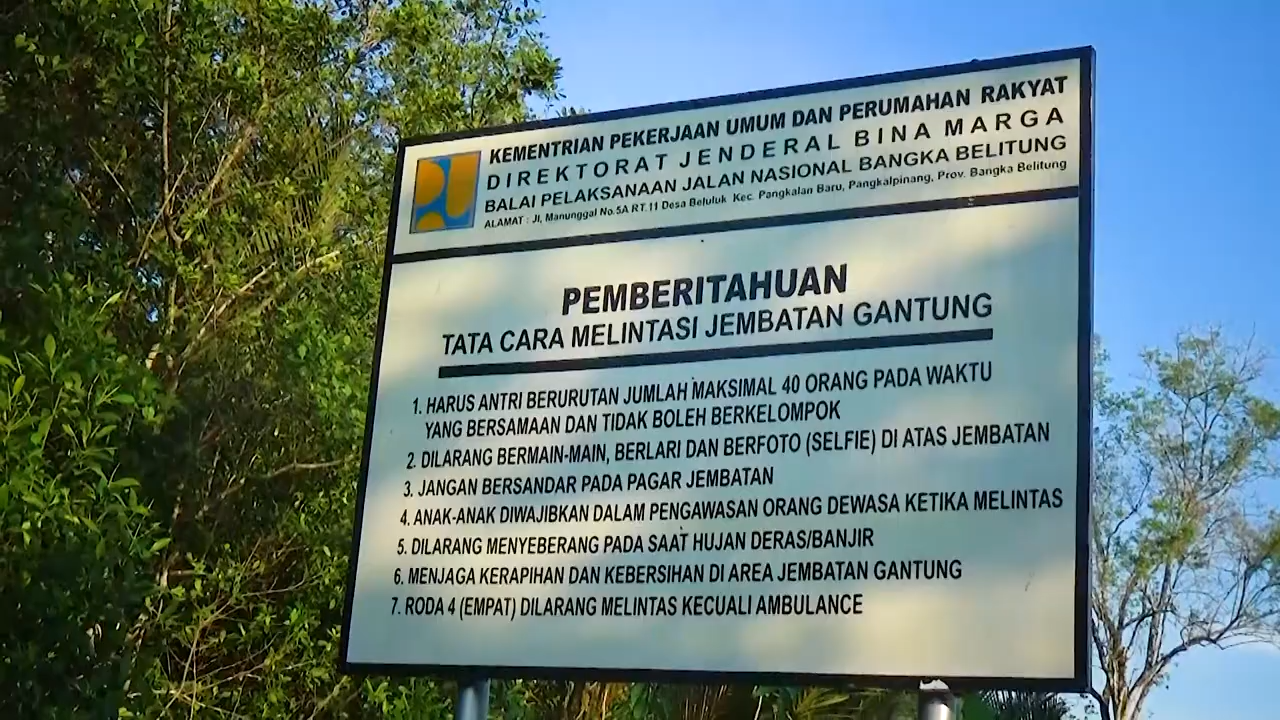 KEMENTRIAN PEKERJAAN UMUM DAN PERUMAHAN RAKYAT
DIREKTORAT JENDERAL BINA MARGA
BALAI PELAKSANAAN JALAN NASIONAL BANGKA BELITUNG
ALAMAT : Jl, Manunggal No.5A RT.11 Desa Beluluk Kec. Pangkalan Baru, Pangkalpinang, Prov. Bangka Belitung
PEMBERITAHUAN
TATA CARA MELINTASI JEMBATAN GANTUNG
1. HARUS ANTRI BERURUTAN JUMLAH MAKSIMAL 40 ORANG PADA WAKTU
YANG BERSAMAAN DAN TIDAK BOLEH BERKELOMPOK
2. DILARANG BERMAIN-MAIN, BERLARI DAN BERFOTO (SELFIE) DI ATAS JEMBATAN
3. JANGAN BERSANDAR PADA PAGAR JEMBATAN
4. ANAK-ANAK DIWAJIBKAN DALAM PENGAWASAN ORANG DEWASA KETIKA MELINTAS
5. DILARANG MENYEBERANG PADA SAAT HUJAN DERAS/BANJIR
6. MENJAGA KERAPIHAN DAN KEBERSIHAN DI AREA JEMBATAN GANTUNG
7. RODA 4 (EMPAT) DILARANG MELINTAS KECUALI AMBULANCE